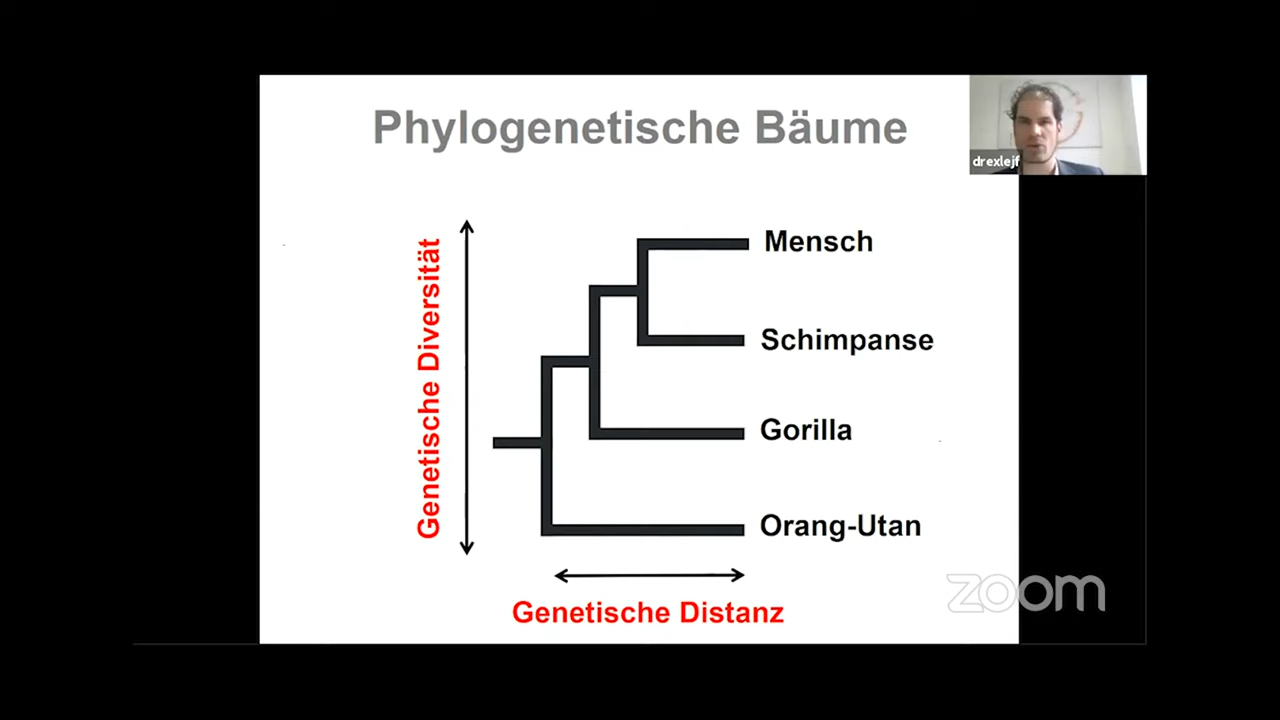 Phylogenetische Bäume
drexlejf
Genetische Diversität
Mensch
Schimpanse
Gorilla
Orang-Utan
Genetische Distanz
zoom